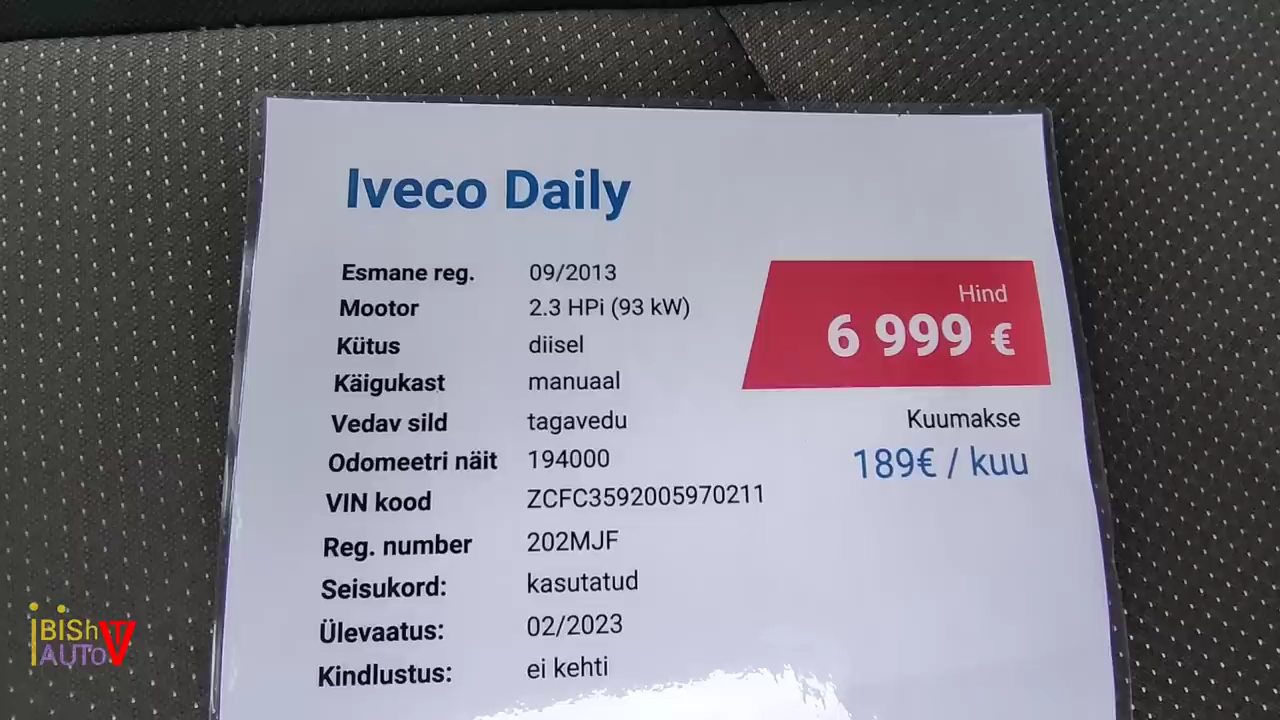 Iveco Daily
Esmane reg. 09/2013
Mootor 2.3 HPi (93 kW)
Kütus diisel
Käigukast manuaal
Vedav sild tagavedu
Odomeetri näit 194000
VIN kood ZCFC3592005970211
Reg. number 202MJF
Seisukord: kasutatud
Ülevaatus: 02/2023
Kindlustus: ei kehti
Hind
6 999 €
Kuumakse
189€ / kuu
iBISh TV
AUTO